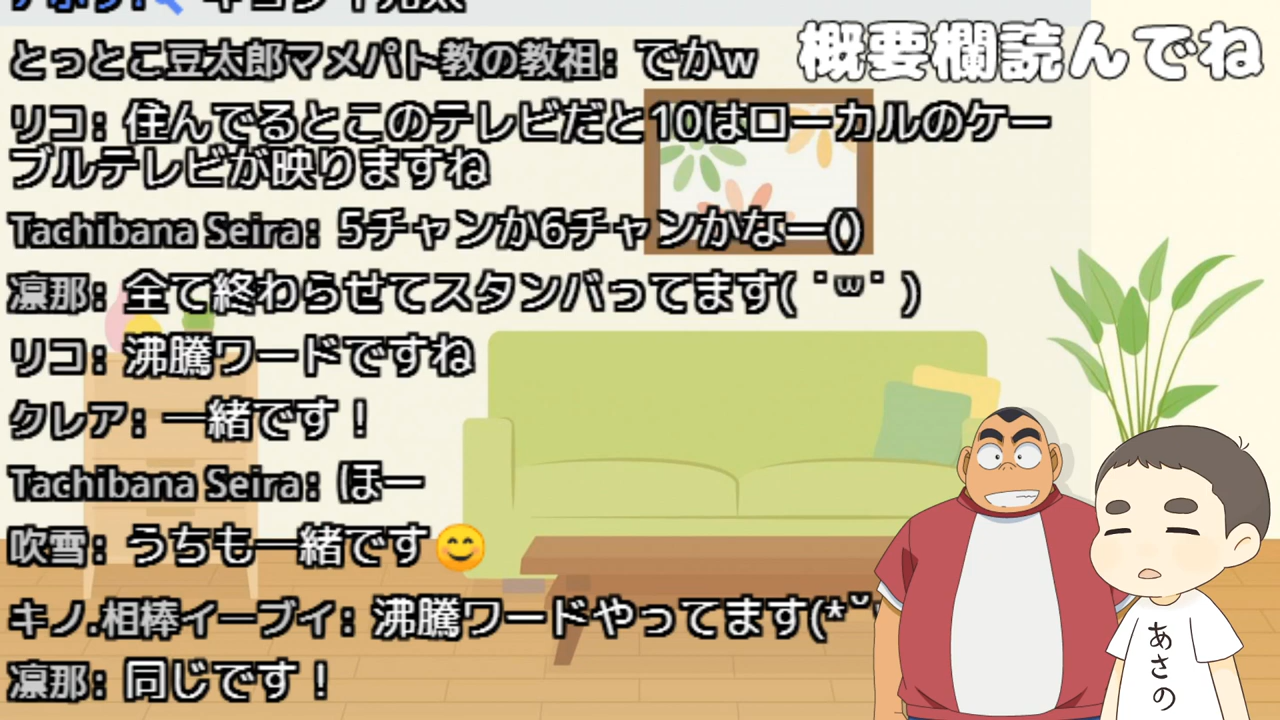 概要欄読んでね
とっとこ豆太郎マメパト教の教祖: でかw
リコ: 住んでるとこのテレビだと10はローカルのケー
ブルテレビが映りますね
Tachibana Seira: 5チャンか6チャンかなー()
凛那: 全て終わらせてスタンバってます( ˙꒳˙ )
リコ: 沸騰ワードですね
クレア: 一緒です！
Tachibana Seira: ほー
吹雪: うちも一緒です😊
キノ.相棒イーブイ: 沸騰ワードやってます(*˘
凛那: 同じです！
あさの